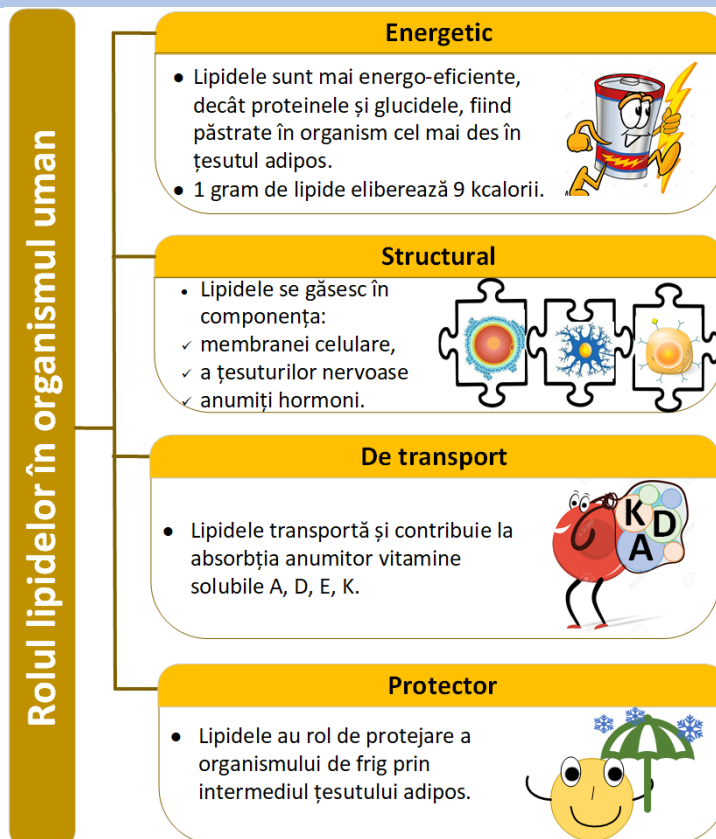 Rolul lipidelor în organismul uman
Energetic
● Lipidele sunt mai energo-eficiente,
decât proteinele și glucidele, fiind
păstrate în organism cel mai des în
țesutul adipos.
● 1 gram de lipide eliberează 9 kcalorii.
Structural
• Lipidele se găsesc în
componența:
✓ membranei celulare,
✓ a țesuturilor nervoase
✓ anumiți hormoni.
De transport
● Lipidele transportă și contribuie la
absorbția anumitor vitamine
solubile A, D, E, K.
K D
A
Protector
● Lipidele au rol de protejare a
organismului de frig prin
intermediul țesutului adipos.